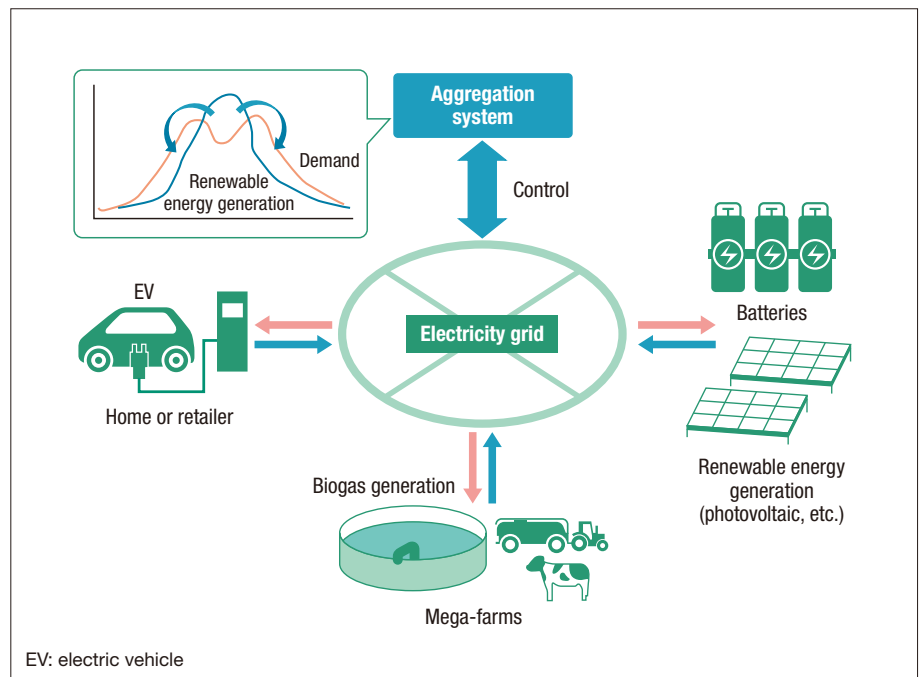 Aggregation
system
Demand
Renewable
energy generation
Control
EV
Electricity grid
Batteries
Home or retailer
Renewable energy
generation
(photovoltaic, etc.)
Biogas generation
Mega-farms
EV: electric vehicle